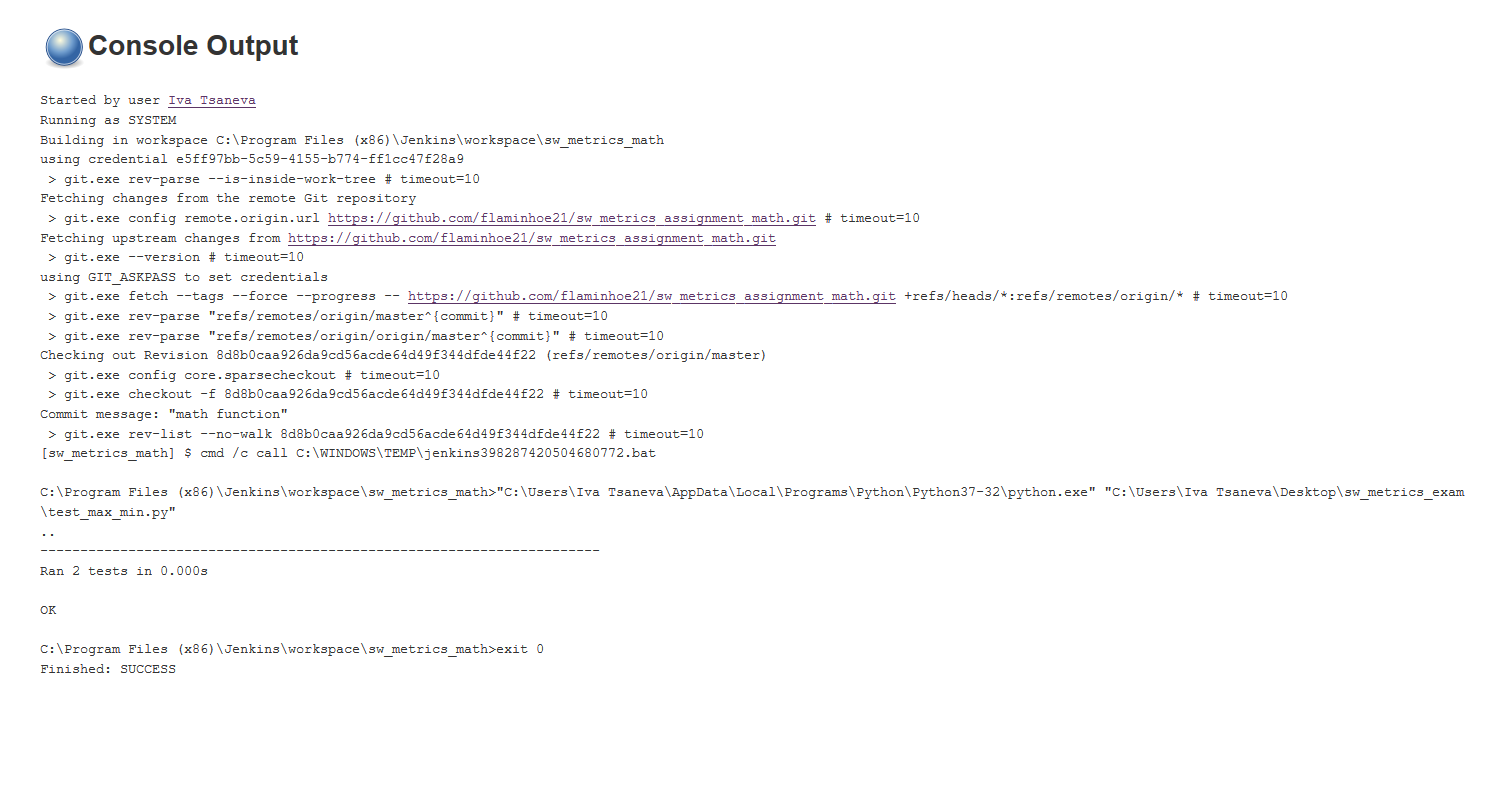 Console Output
Started by user Iva Tsaneva
Running as SYSTEM
Building in workspace C:\Program Files (x86)\Jenkins\workspace\sw_metrics_math
using credential e5ff97bb-5c59-4155-b774-ff1cc47f28a9
 > git.exe rev-parse --is-inside-work-tree # timeout=10
Fetching changes from the remote Git repository
 > git.exe config remote.origin.url https://github.com/flaminhoe21/sw_metrics_assignment_math.git # timeout=10
Fetching upstream changes from https://github.com/flaminhoe21/sw_metrics_assignment_math.git
 > git.exe --version # timeout=10
using GIT_ASKPASS to set credentials
 > git.exe fetch --tags --force --progress -- https://github.com/flaminhoe21/sw_metrics_assignment_math.git +refs/heads/*:refs/remotes/origin/* # timeout=10
 > git.exe rev-parse "refs/remotes/origin/master^{commit}" # timeout=10
 > git.exe rev-parse "refs/remotes/origin/origin/master^{commit}" # timeout=10
Checking out Revision 8d8b0caa926da9cd56acde64d49f344dfde44f22 (refs/remotes/origin/master)
 > git.exe config core.sparsecheckout # timeout=10
 > git.exe checkout -f 8d8b0caa926da9cd56acde64d49f344dfde44f22 # timeout=10
Commit message: "math function"
 > git.exe rev-list --no-walk 8d8b0caa926da9cd56acde64d49f344dfde44f22 # timeout=10
[sw_metrics_math] $ cmd /c call C:\WINDOWS\TEMP\jenkins398287420504680772.bat
C:\Program Files (x86)\Jenkins\workspace\sw_metrics_math>"C:\Users\Iva Tsaneva\AppData\Local\Programs\Python\Python37-32\python.exe" "C:\Users\Iva Tsaneva\Desktop\sw_metrics_exam
\test_max_min.py"
..
----------------------------------------------------------------------
Ran 2 tests in 0.000s
OK
C:\Program Files (x86)\Jenkins\workspace\sw_metrics_math>exit 0
Finished: SUCCESS